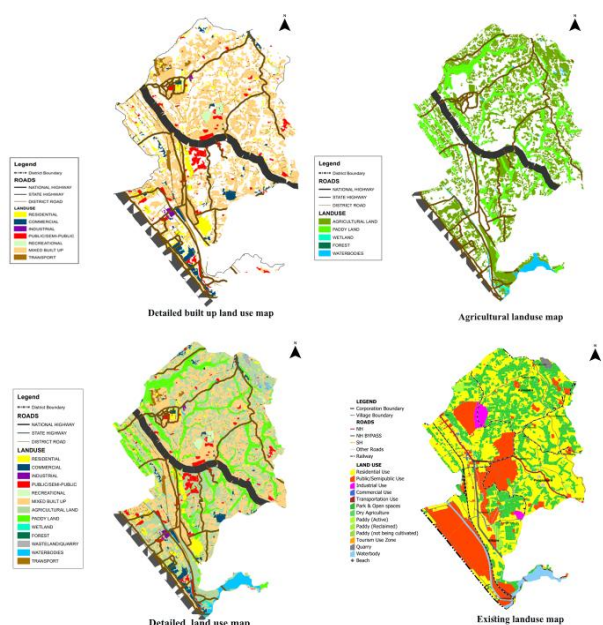 N
Legend
District Boundary
ROADS
NATIONAL HIGHWAY
STATE HIGHWAY
DISTRICT ROAD
LANDUSE
RESIDENTIAL
COMMERCIAL
INDUSTRIAL
PUBLIC/SEMI-PUBLIC
RECREATIONAL
MIXED BUILT UP
TRANSPORT
Detailed built up land use map
N
Legend
District Boundary
ROADS
NATIONAL HIGHWAY
STATE HIGHWAY
DISTRICT ROAD
LANDUSE
AGRICULTURAL LAND
PADDY LAND
WETLAND
FOREST
WATERBODIES
Agricultural landuse map
N
Legend
District Boundary
ROADS
NATIONAL HIGHWAY
STATE HIGHWAY
DISTRICT ROAD
LANDUSE
RESIDENTIAL
COMMERCIAL
INDUSTRIAL
PUBLIC/SEMI-PUBLIC
RECREATIONAL
MIXED BUILT UP
AGRICULTURAL LAND
PADDY LAND
WETLAND
FOREST
WASTELAND/QUARRY
WATERBODIES
TRANSPORT
Detailed land use map
N
LEGEND
Corporation Boundary
Village Boundary
ROADS
NH
NH BYPASS
SH
Other Roads
Railway
LAND USE
Residential Use
Public/Semipublic Use
Industrial Use
Commercial Use
Transportation Use
Park & Open spaces
Dry Agriculture
Paddy (Active)
Paddy (Reclaimed)
Paddy (not being cultivated)
Tourism Use Zone
Quarry
Waterbody
Beach
Existing landuse map